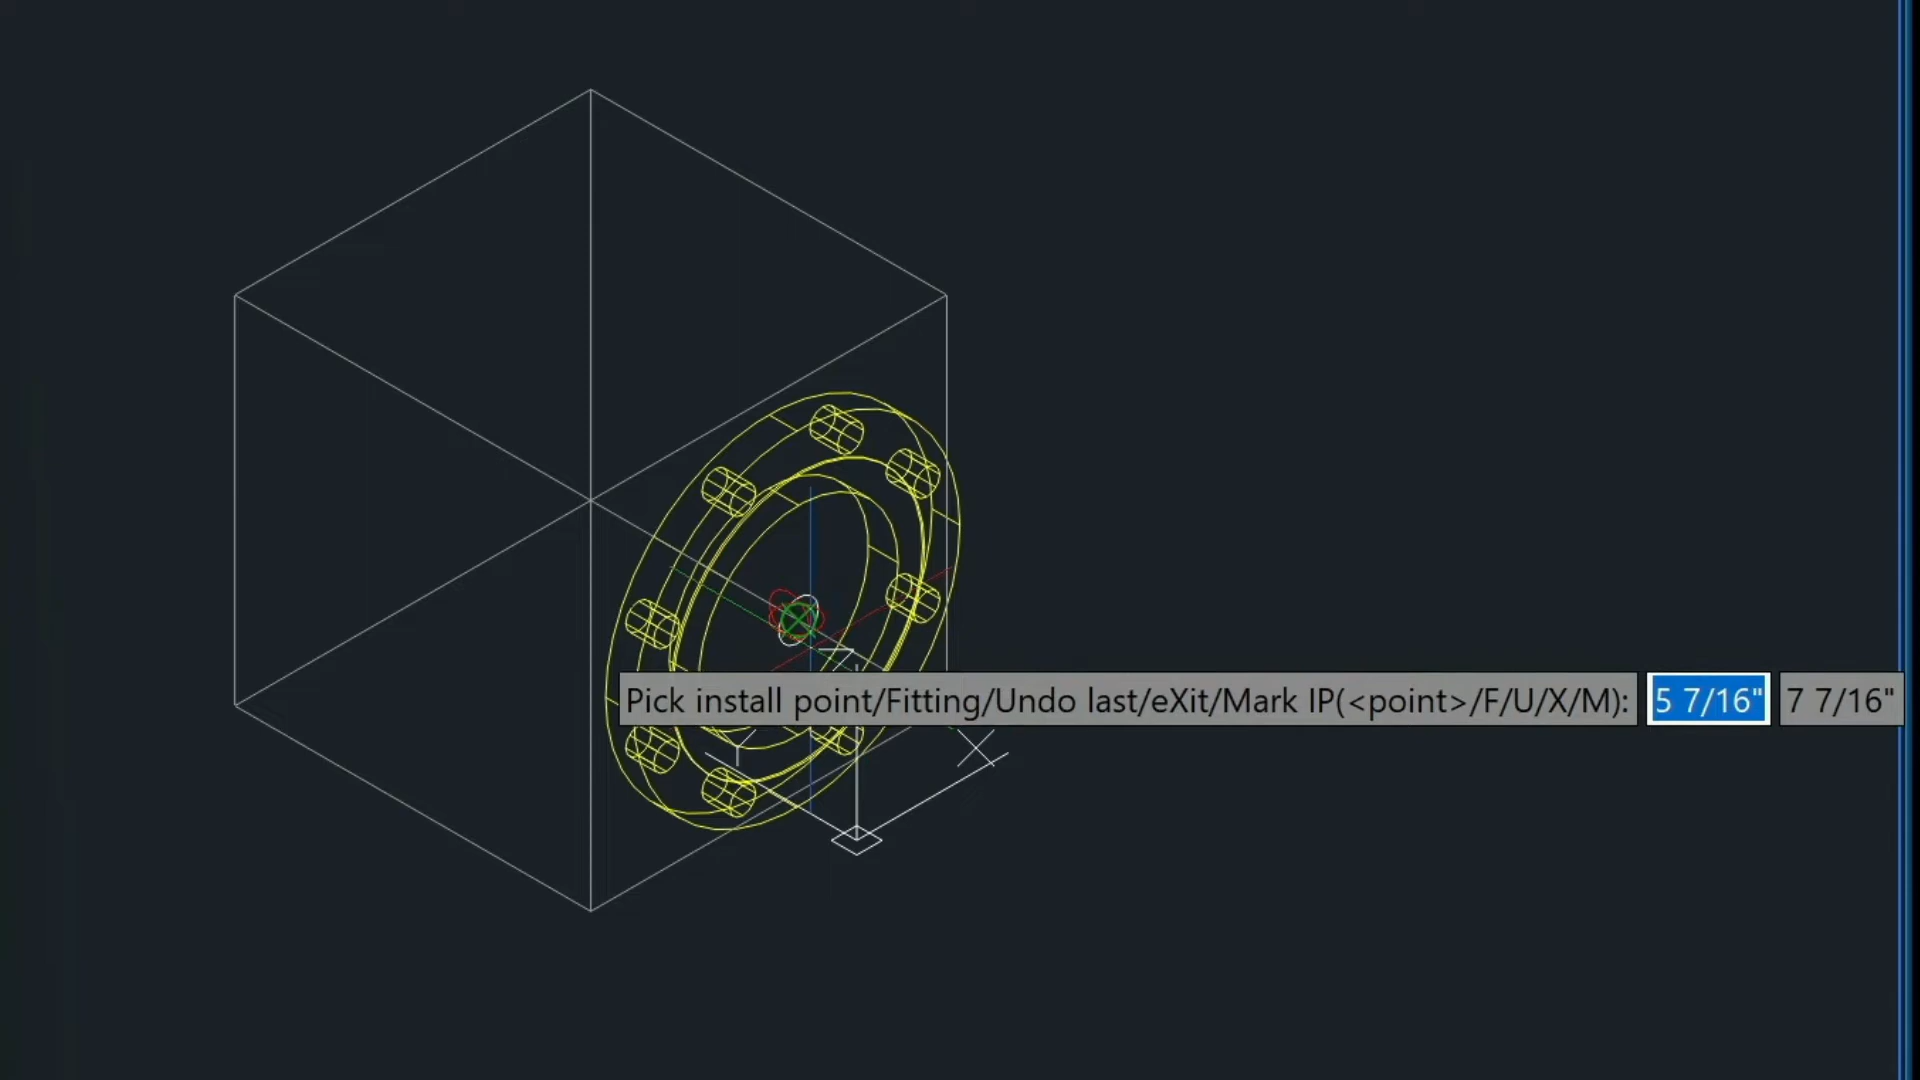 Pick install point/Fitting/Undo last/eXit/Mark IP(<point>/F/U/X/M): 5 7/16" 7 7/16"
Z
Y
X